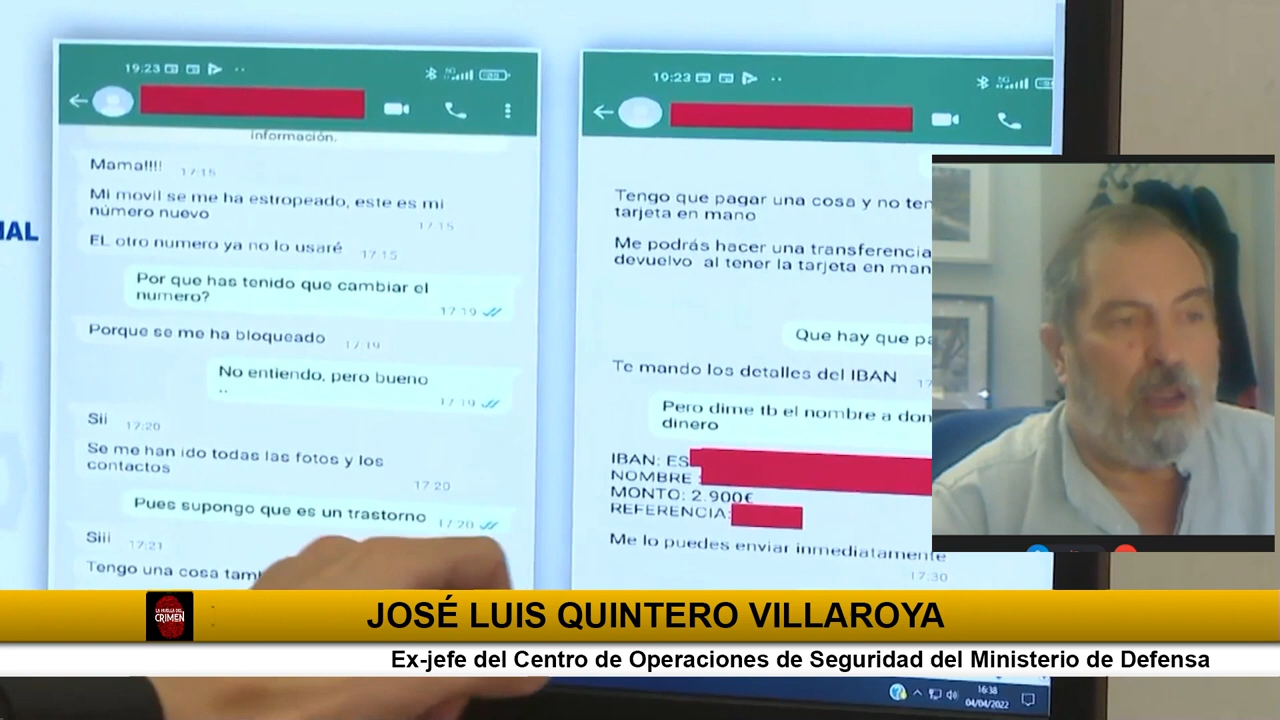 19:23
información.
Mama!!!!
17:15
Mi movil se me ha estropeado, este es mi
número nuevo
17:15
EL otro numero ya no lo usaré
17:15
Por que has tenido que cambiar el
numero?
17:19
Porque se me ha bloqueado
17:19
No entiendo, pero bueno
..
17:19
Sii
17:20
Se me han ido todas las fotos y los
contactos
17:20
Pues supongo que es un trastorno
17:20
Siii
17:21
Tengo una cosa
19:23
Tengo que pagar una cosa y no
tarjeta en mano
Me podrás hacer una transferencia
devuelvo al tener la tarjeta en
Que hay que
Te mando los detalles del IBAN
17
Pero dime tb el nombre a
dinero
IBAN: ES
NOMBRE :
MONTO: 2.900€
REFERENCIA:
Me lo puedes enviar inmediatamente
17:30
LA HUELLA DEL
CRIMEN
JOSÉ LUIS QUINTERO VILLAROYA
Ex-jefe del Centro de Operaciones de Seguridad del Ministerio de Defensa
16:38
04/04/2022